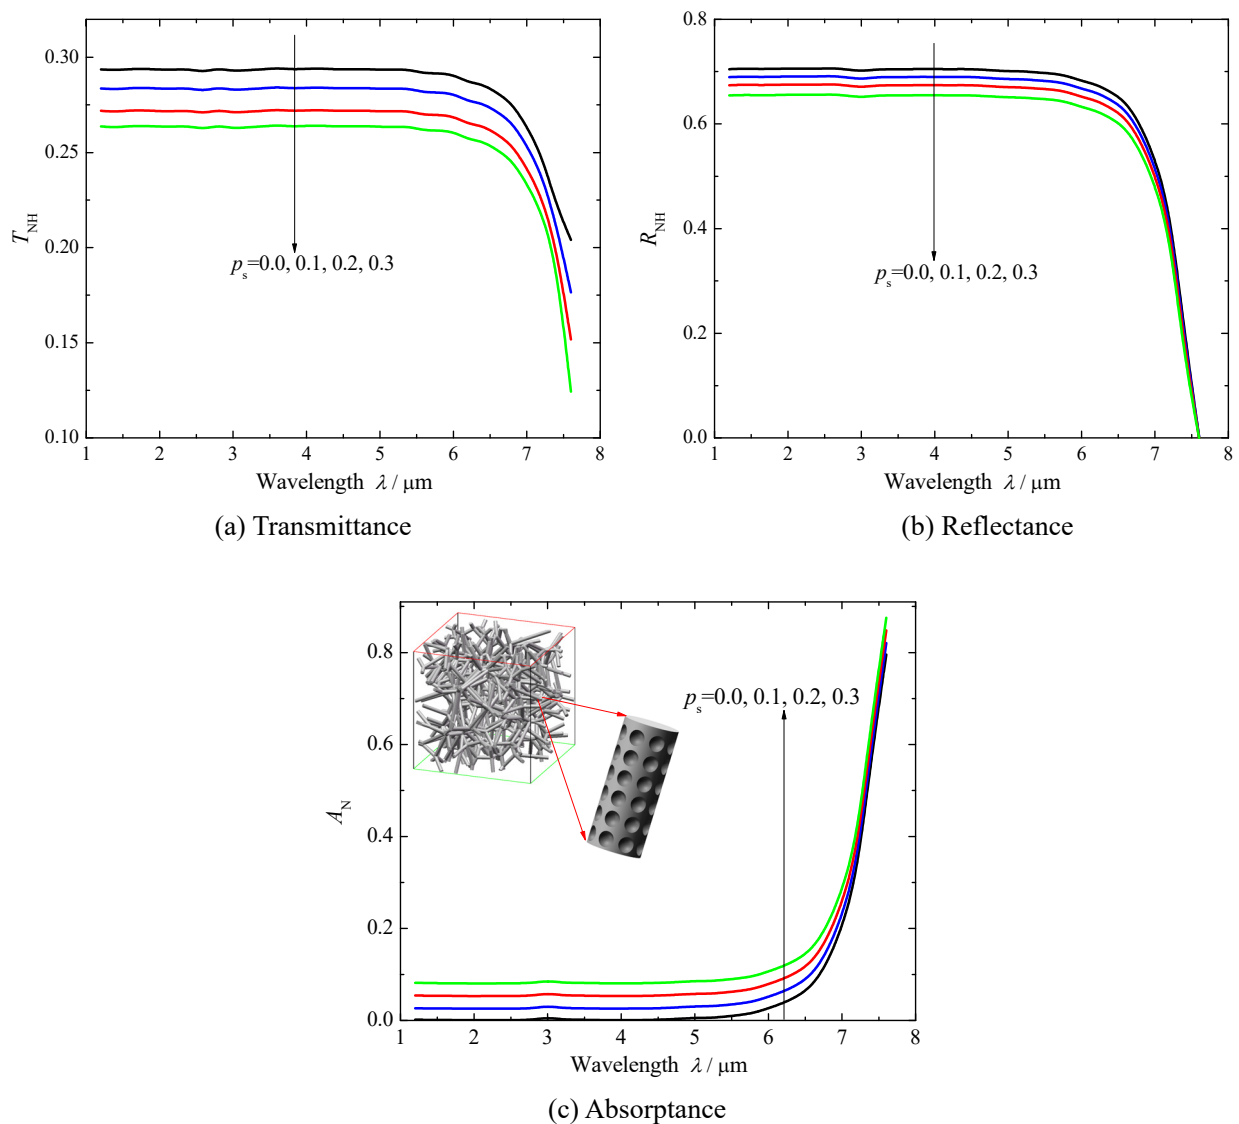 0.30
0.25
0.20
0.15
0.10
T_NH
p_s=0.0, 0.1, 0.2, 0.3
1 2 3 4 5 6 7 8
Wavelength λ / μm
(a) Transmittance
0.8
0.6
0.4
0.2
0.0
R_NH
p_s=0.0, 0.1, 0.2, 0.3
1 2 3 4 5 6 7 8
Wavelength λ / μm
(b) Reflectance
0.8
0.6
0.4
0.2
0.0
A_N
p_s=0.0, 0.1, 0.2, 0.3
1 2 3 4 5 6 7 8
Wavelength λ / μm
(c) Absorptance